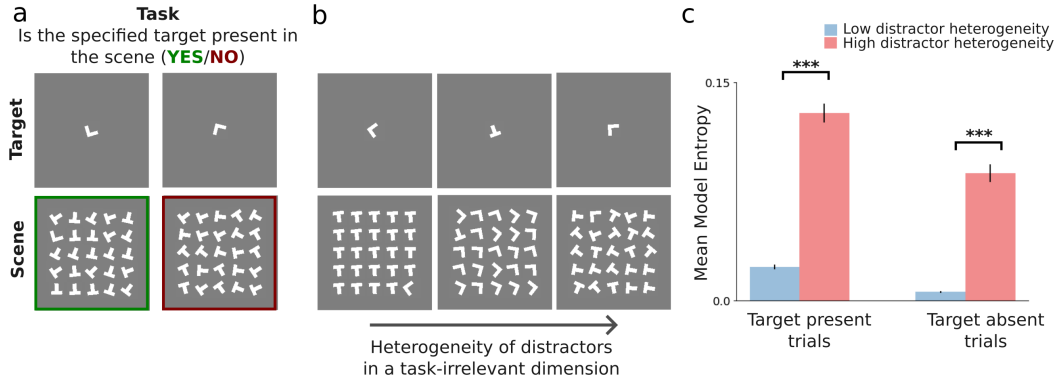 a
Task
Is the specified target present in
the scene (YES/NO)
Target
Scene
b
Heterogeneity of distractors
in a task-irrelevant dimension
c
Low distractor heterogeneity
High distractor heterogeneity
Mean Model Entropy
0.15
0.0
***
***
Target present
trials
Target absent
trials